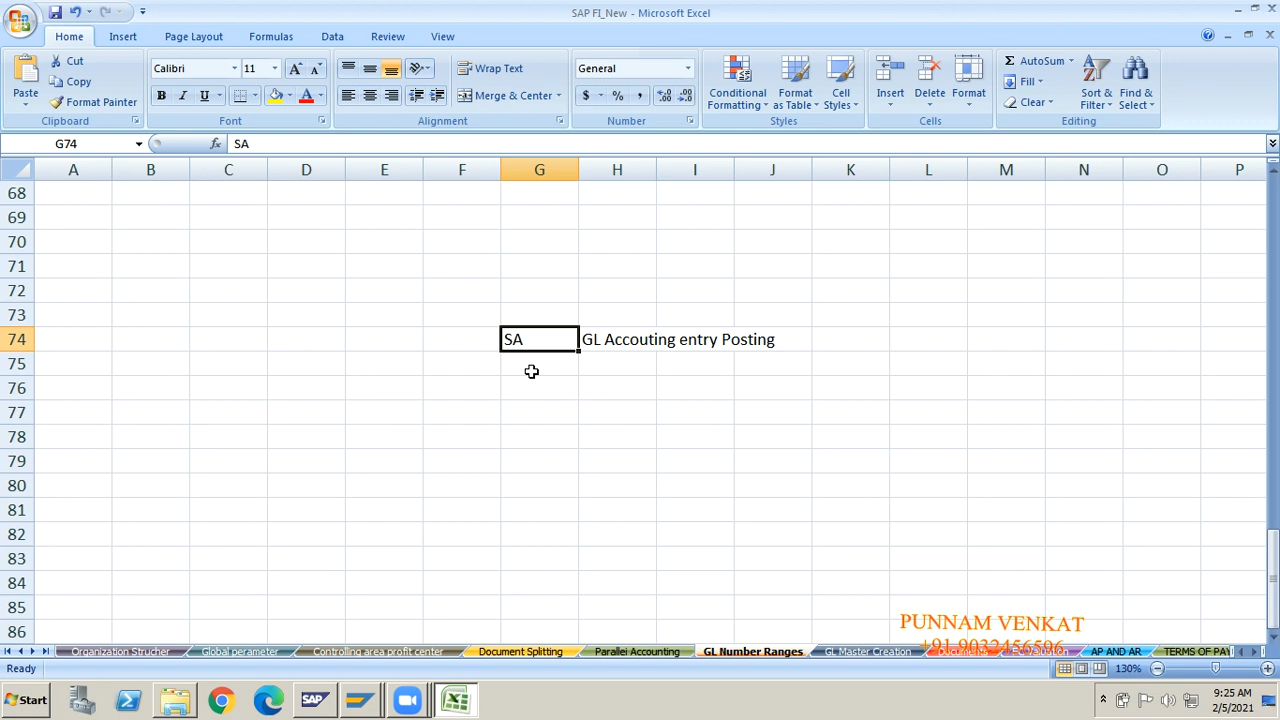 SAP FI_New - Microsoft Excel
Home Insert Page Layout Formulas Data Review View
Paste Cut Copy Format Painter Clipboard
Calibri 11 Font
Wrap Text Merge & Center Alignment
General Number
Conditional Formatting Format as Table Cell Styles Styles
Insert Delete Format Cells
AutoSum Fill Clear Sort & Filter Find & Select Editing
G74 fx SA
A B C D E F G H I J K L M N O P
68
69
70
71
72
73
74 SA GL Accouting entry Posting
75
76
77
78
79
80
81
82
83
84
85
86
PUNNAM VENKAT
+91 9032456596
Organization Strucher Global perameter Controlling area profit center Document Splitting Parallel Accounting GL Number Ranges GL Master Creation AP AND AR TERMS OF PAY
Ready 130%
Start SAP 9:25 AM
2/5/2021